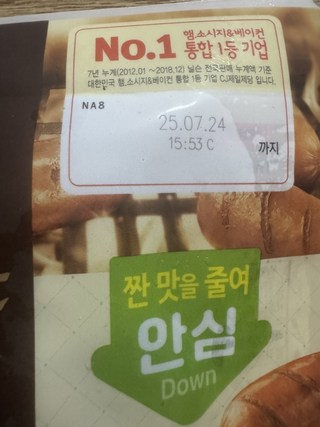 No.1 햄소시지&베이컨
통합 1등 기업
7년 누계(2012.01 ~2018.12) 닐슨 전국판매 누계액 기준
대한민국 햄,소시지&베이컨 통합 1등 기업 CJ제일제당 입니다.
NA8
25.07.24
15:53 C
까지
짠 맛을 줄여
안심
Down